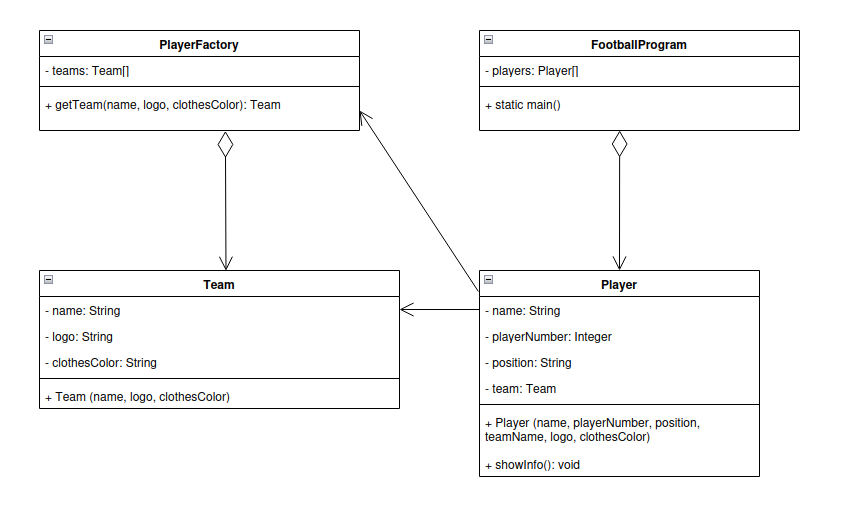 PlayerFactory
- teams: Team[]
+ getTeam(name, logo, clothesColor): Team
FootballProgram
- players: Player[]
+ static main()
Team
- name: String
- logo: String
- clothesColor: String
+ Team (name, logo, clothesColor)
Player
- name: String
- playerNumber: Integer
- position: String
- team: Team
+ Player (name, playerNumber, position,
teamName, logo, clothesColor)
+ showInfo(): void